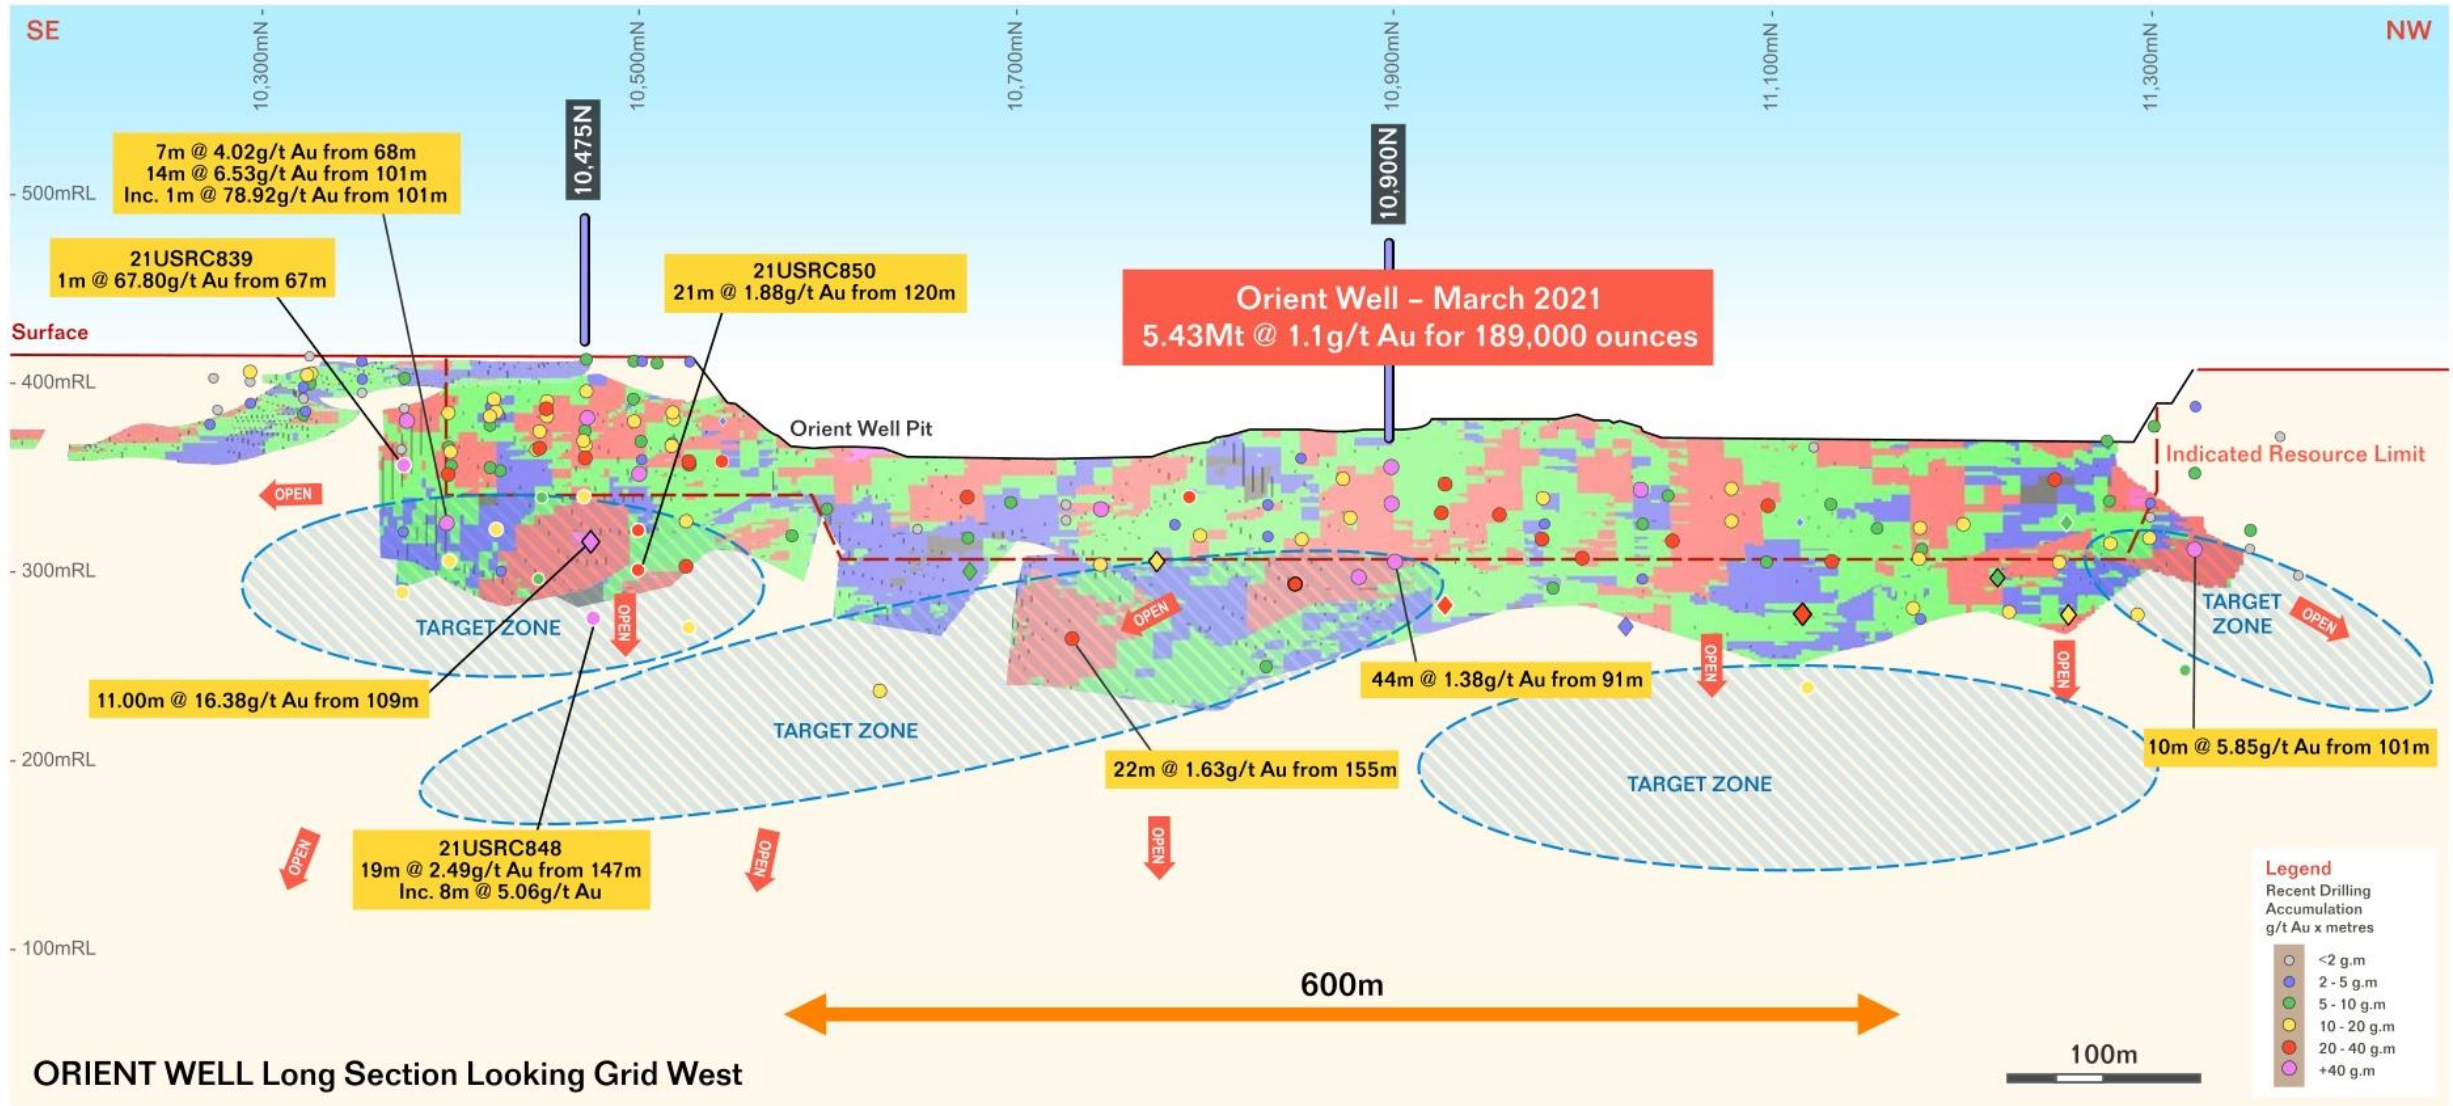 SE
NW
10,300mN
10,500mN
10,700mN
10,900mN
11,100mN
11,300mN
10,475N
10,900N
7m @ 4.02g/t Au from 68m
14m @ 6.53g/t Au from 101m
Inc. 1m @ 78.92g/t Au from 101m
500mRL
21USRC839
1m @ 67.80g/t Au from 67m
21USRC850
21m @ 1.88g/t Au from 120m
Orient Well – March 2021
5.43Mt @ 1.1g/t Au for 189,000 ounces
Surface
400mRL
Orient Well Pit
Indicated Resource Limit
OPEN
300mRL
TARGET ZONE
OPEN
OPEN
TARGET
ZONE
OPEN
OPEN
OPEN
11.00m @ 16.38g/t Au from 109m
44m @ 1.38g/t Au from 91m
TARGET ZONE
10m @ 5.85g/t Au from 101m
200mRL
22m @ 1.63g/t Au from 155m
TARGET ZONE
OPEN
OPEN
OPEN
21USRC848
19m @ 2.49g/t Au from 147m
Inc. 8m @ 5.06g/t Au
100mRL
Legend
Recent Drilling
Accumulation
g/t Au x metres
<2 g.m
2 - 5 g.m
5 - 10 g.m
10 - 20 g.m
20 - 40 g.m
+40 g.m
600m
100m
ORIENT WELL Long Section Looking Grid West